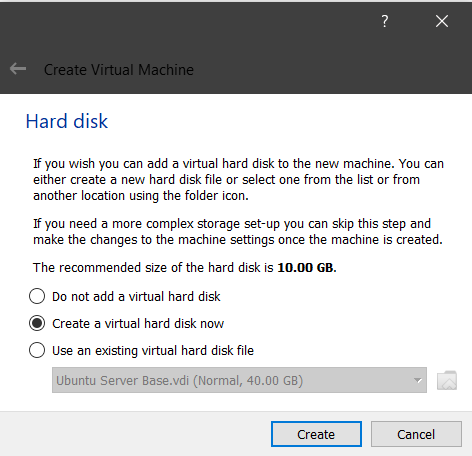 ?
Create Virtual Machine
Hard disk
If you wish you can add a virtual hard disk to the new machine. You can
either create a new hard disk file or select one from the list or from
another location using the folder icon.
If you need a more complex storage set-up you can skip this step and
make the changes to the machine settings once the machine is created.
The recommended size of the hard disk is 10.00 GB.
Do not add a virtual hard disk
Create a virtual hard disk now
Use an existing virtual hard disk file
Ubuntu Server Base.vdi (Normal, 40.00 GB)
Create Cancel